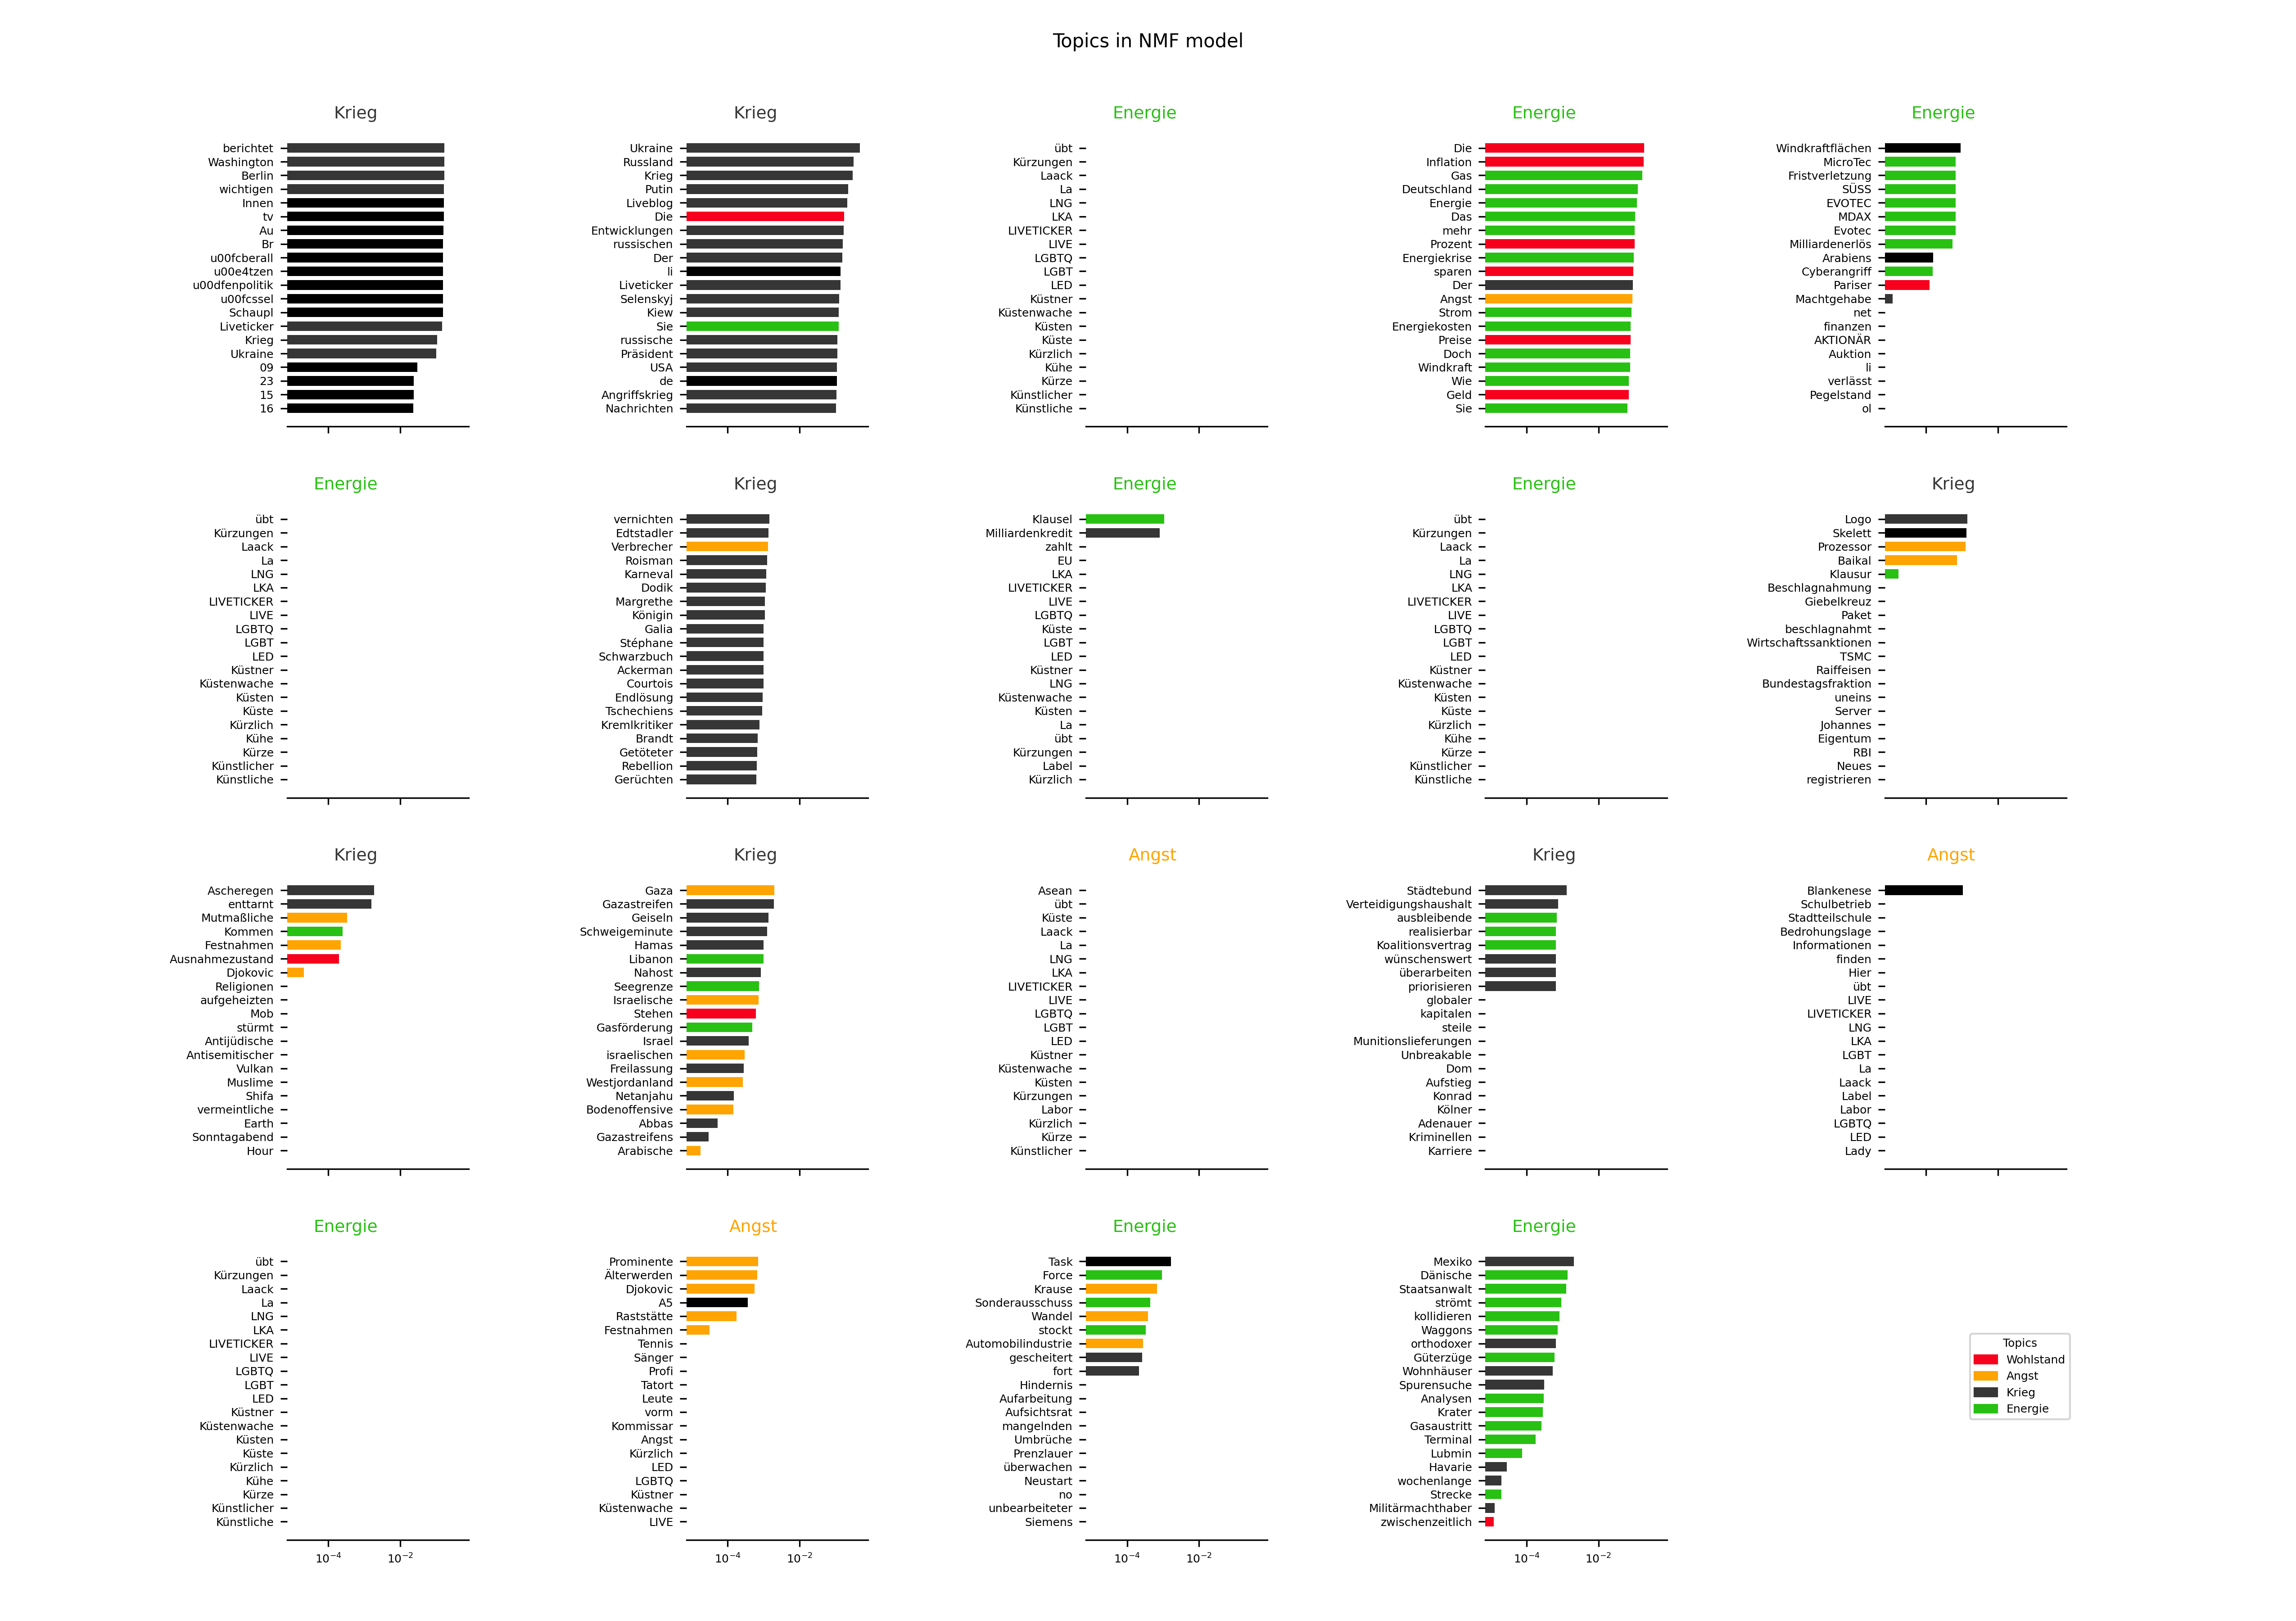 Topics in NMF model
Krieg
berichtet
Washington
Berlin
wichtigen
Innen
tv
Au
Br
u00fcberall
u00e4tzen
u00dfenpolitik
u00fcssel
Schaupl
Liveticker
Krieg
Ukraine
09
23
15
16
Krieg
Ukraine
Russland
Krieg
Putin
Liveblog
Die
Entwicklungen
russischen
Der
li
Liveticker
Selenskyj
Kiew
Sie
russische
Präsident
USA
de
Angriffskrieg
Nachrichten
Energie
übt
Kürzungen
Laack
La
LNG
LKA
LIVETICKER
LIVE
LGBTQ
LGBT
LED
Küstner
Küstenwache
Küsten
Küste
Kürzlich
Kühe
Kürze
Künstlicher
Künstliche
Energie
Die
Inflation
Gas
Deutschland
Energie
Das
mehr
Prozent
Energiekrise
sparen
Der
Angst
Strom
Energiekosten
Preise
Doch
Windkraft
Wie
Geld
Sie
Energie
Windkraftflächen
MicroTec
Fristverletzung
SÜSS
EVOTEC
MDAX
Evotec
Milliardenerlös
Arabiens
Cyberangriff
Pariser
Machtgehabe
net
finanzen
AKTIONÄR
Auktion
li
verlässt
Pegelstand
ol
Energie
übt
Kürzungen
Laack
La
LNG
LKA
LIVETICKER
LIVE
LGBTQ
LGBT
LED
Küstner
Küstenwache
Küsten
Küste
Kürzlich
Kühe
Kürze
Künstlicher
Künstliche
Krieg
vernichten
Edtstadler
Verbrecher
Roisman
Karneval
Dodik
Margrethe
Königin
Galia
Stéphane
Schwarzbuch
Ackerman
Courtois
Endlösung
Tschechiens
Kremlkritiker
Brandt
Getöteter
Rebellion
Gerüchten
Energie
Klausel
Milliardenkredit
zahlt
EU
LKA
LIVETICKER
LIVE
LGBTQ
Küste
LGBT
LED
Küstner
LNG
Küstenwache
Küsten
La
übt
Kürzungen
Label
Kürzlich
Energie
übt
Kürzungen
Laack
La
LNG
LKA
LIVETICKER
LIVE
LGBTQ
LGBT
LED
Küstner
Küstenwache
Küsten
Küste
Kürzlich
Kühe
Kürze
Künstlicher
Künstliche
Krieg
Logo
Skelett
Prozessor
Baikal
Klausur
Beschlagnahmung
Giebelkreuz
Paket
beschlagnahmt
Wirtschaftssanktionen
TSMC
Raiffeisen
Bundestagsfraktion
uneins
Server
Johannes
Eigentum
RBI
Neues
registrieren
Krieg
Ascheregen
enttarnt
Mutmaßliche
Kommen
Festnahmen
Ausnahmezustand
Djokovic
Religionen
aufgeheizten
Mob
stürmt
Antijüdische
Antisemitischer
Vulkan
Muslime
Shifa
vermeintliche
Earth
Sonntagabend
Hour
Krieg
Gaza
Gazastreifen
Geiseln
Schweigeminute
Hamas
Libanon
Nahost
Seegrenze
Israelische
Stehen
Gasförderung
Israel
israelischen
Freilassung
Westjordanland
Netanjahu
Bodenoffensive
Abbas
Gazastreifens
Arabische
Angst
Asean
übt
Küste
Laack
La
LNG
LKA
LIVETICKER
LIVE
LGBTQ
LGBT
LED
Küstner
Küstenwache
Küsten
Kürzungen
Labor
Kürzlich
Kürze
Künstlicher
Krieg
Städtebund
Verteidigungshaushalt
ausbleibende
realisierbar
Koalitionsvertrag
wünschenswert
überarbeiten
priorisieren
globaler
kapitalen
steile
Munitionslieferungen
Unbreakable
Dom
Aufstieg
Konrad
Kölner
Adenauer
Kriminellen
Karriere
Angst
Blankenese
Schulbetrieb
Stadtteilschule
Bedrohungslage
Informationen
finden
Hier
übt
LIVE
LIVETICKER
LNG
LKA
LGBT
La
Laack
Label
Labor
LGBTQ
LED
Lady
Energie
übt
Kürzungen
Laack
La
LNG
LKA
LIVETICKER
LIVE
LGBTQ
LGBT
LED
Küstner
Küstenwache
Küsten
Küste
Kürzlich
Kühe
Kürze
Künstlicher
Künstliche
10⁻⁴ 10⁻²
Angst
Prominente
Älterwerden
Djokovic
A5
Raststätte
Festnahmen
Tennis
Sänger
Profi
Tatort
Leute
vorm
Kommissar
Angst
Kürzlich
LED
LGBTQ
Küstner
Küstenwache
LIVE
10⁻⁴ 10⁻²
Energie
Task
Force
Krause
Sonderausschuss
Wandel
stockt
Automobilindustrie
gescheitert
fort
Hindernis
Aufarbeitung
Aufsichtsrat
mangelnden
Umbrüche
Prenzlauer
überwachen
Neustart
no
unbearbeiteter
Siemens
10⁻⁴ 10⁻²
Energie
Mexiko
Dänische
Staatsanwalt
strömt
kollidieren
Waggons
orthodoxer
Güterzüge
Wohnhäuser
Spurensuche
Analysen
Krater
Gasaustritt
Terminal
Lubmin
Havarie
wochenlange
Strecke
Militärmachthaber
zwischenzeitlich
10⁻⁴ 10⁻²
Topics
Wohlstand
Angst
Krieg
Energie